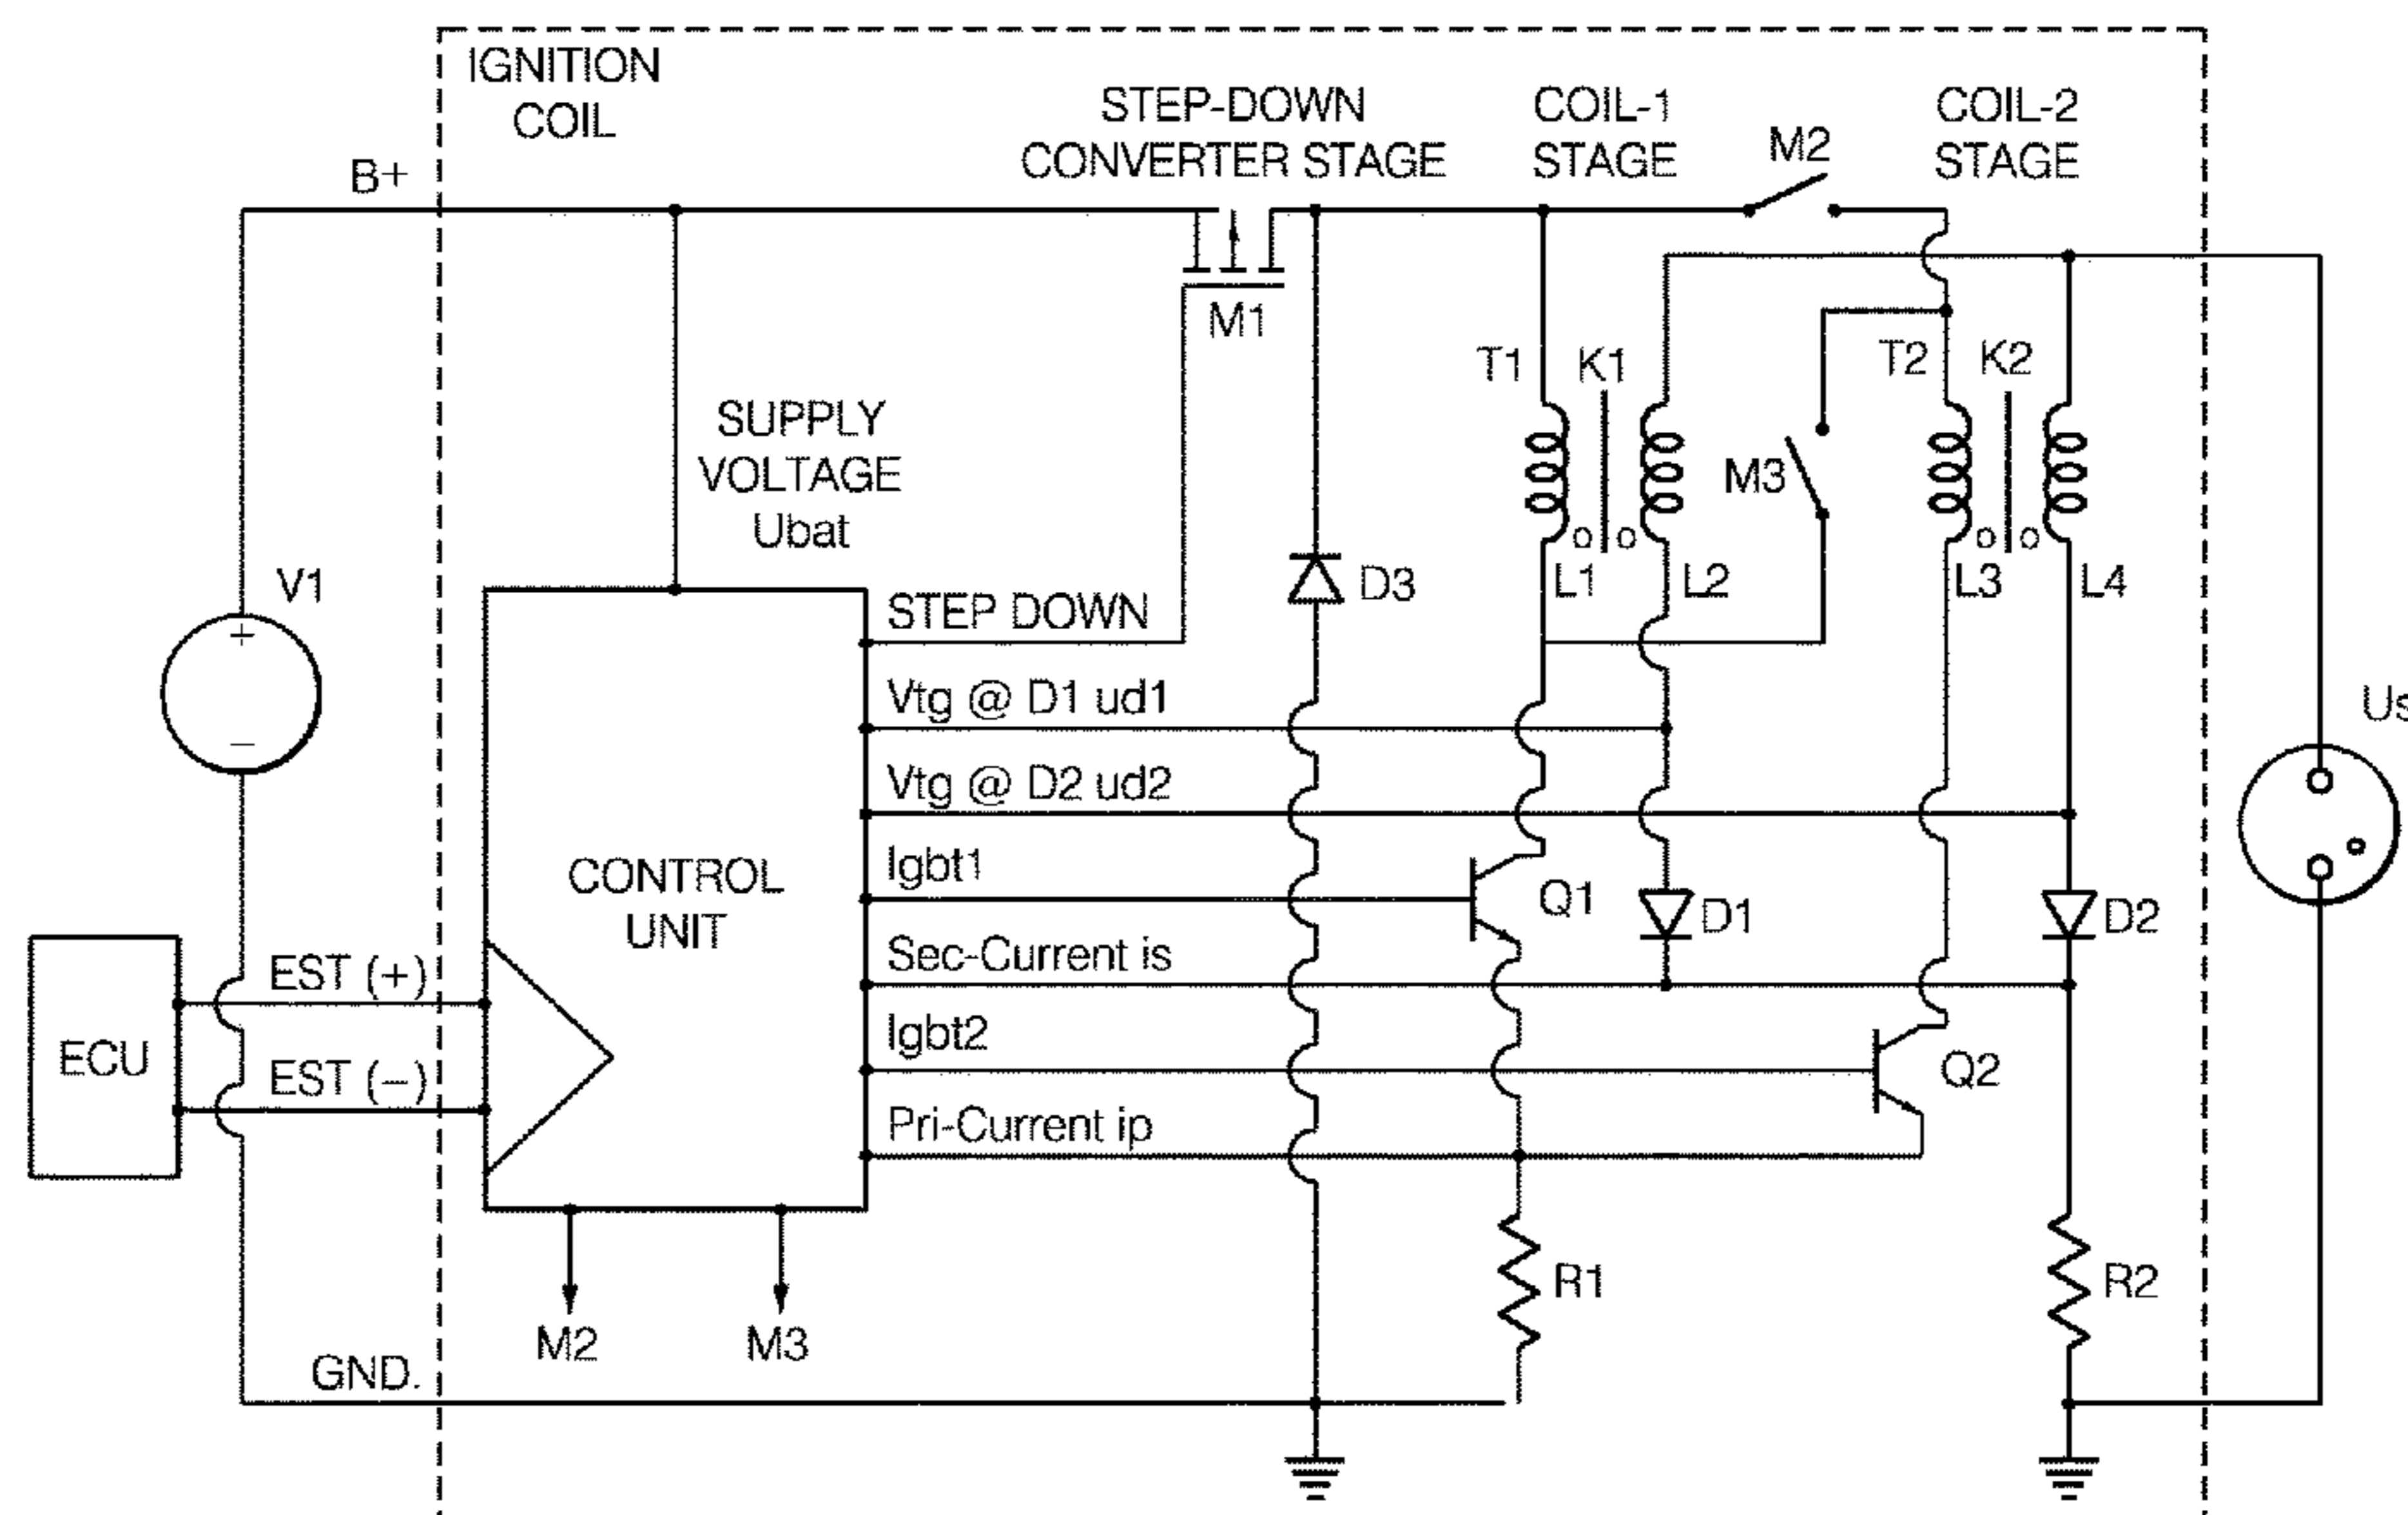 IGNITION
COIL
STEP-DOWN
CONVERTER STAGE
COIL-1
STAGE
M2
COIL-2
STAGE
B+
M1
T1
K1
T2
K2
SUPPLY
VOLTAGE
Ubat
M3
V1
+
−
D3
L1
L2
L3
L4
STEP DOWN
Vtg @ D1 ud1
Us
Vtg @ D2 ud2
Igbt1
CONTROL
UNIT
Q1
D1
D2
Sec-Current is
EST (+)
Igbt2
ECU
EST (−)
Q2
Pri-Current ip
R1
R2
M2
M3
GND.